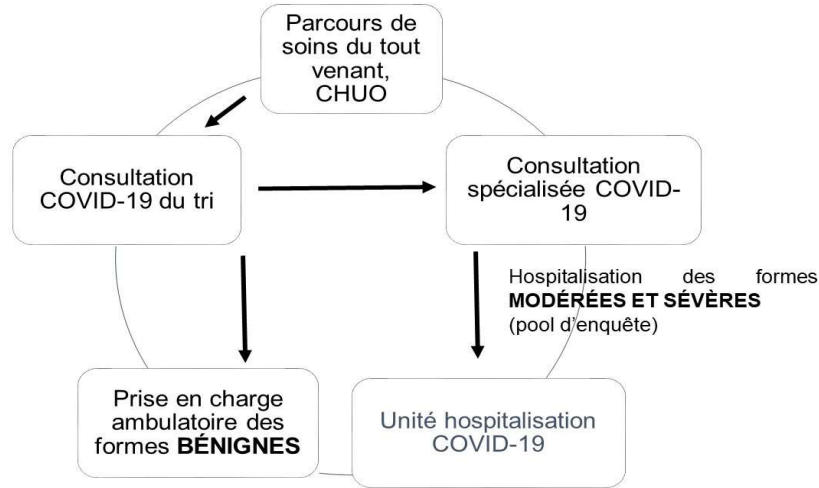 Parcours de
soins du tout
venant,
CHUO
Consultation
COVID-19 du tri
Consultation
spécialisée COVID-
19
Hospitalisation des formes
MODÉRÉES ET SÉVÈRES
(pool d'enquête)
Prise en charge
ambulatoire des
formes BÉNIGNES
Unité hospitalisation
COVID-19